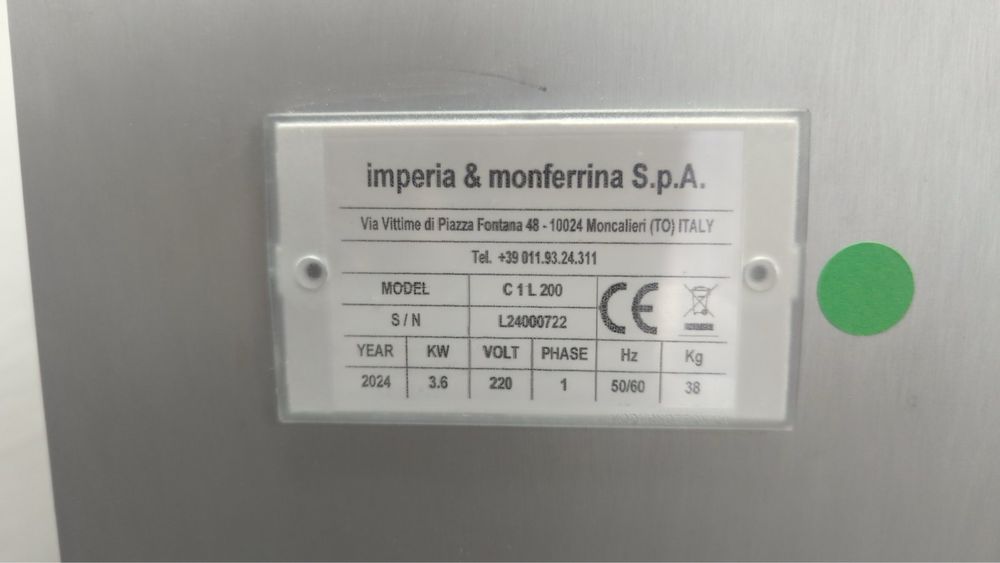 imperia & monferrina S.p.A.
Via Vittime di Piazza Fontana 48 - 10024 Moncalieri (TO) ITALY
Tel. +39 011.93.24.311
MODEL C 1 L 200
S / N L24000722
CE
YEAR KW VOLT PHASE Hz Kg
2024 3.6 220 1 50/60 38